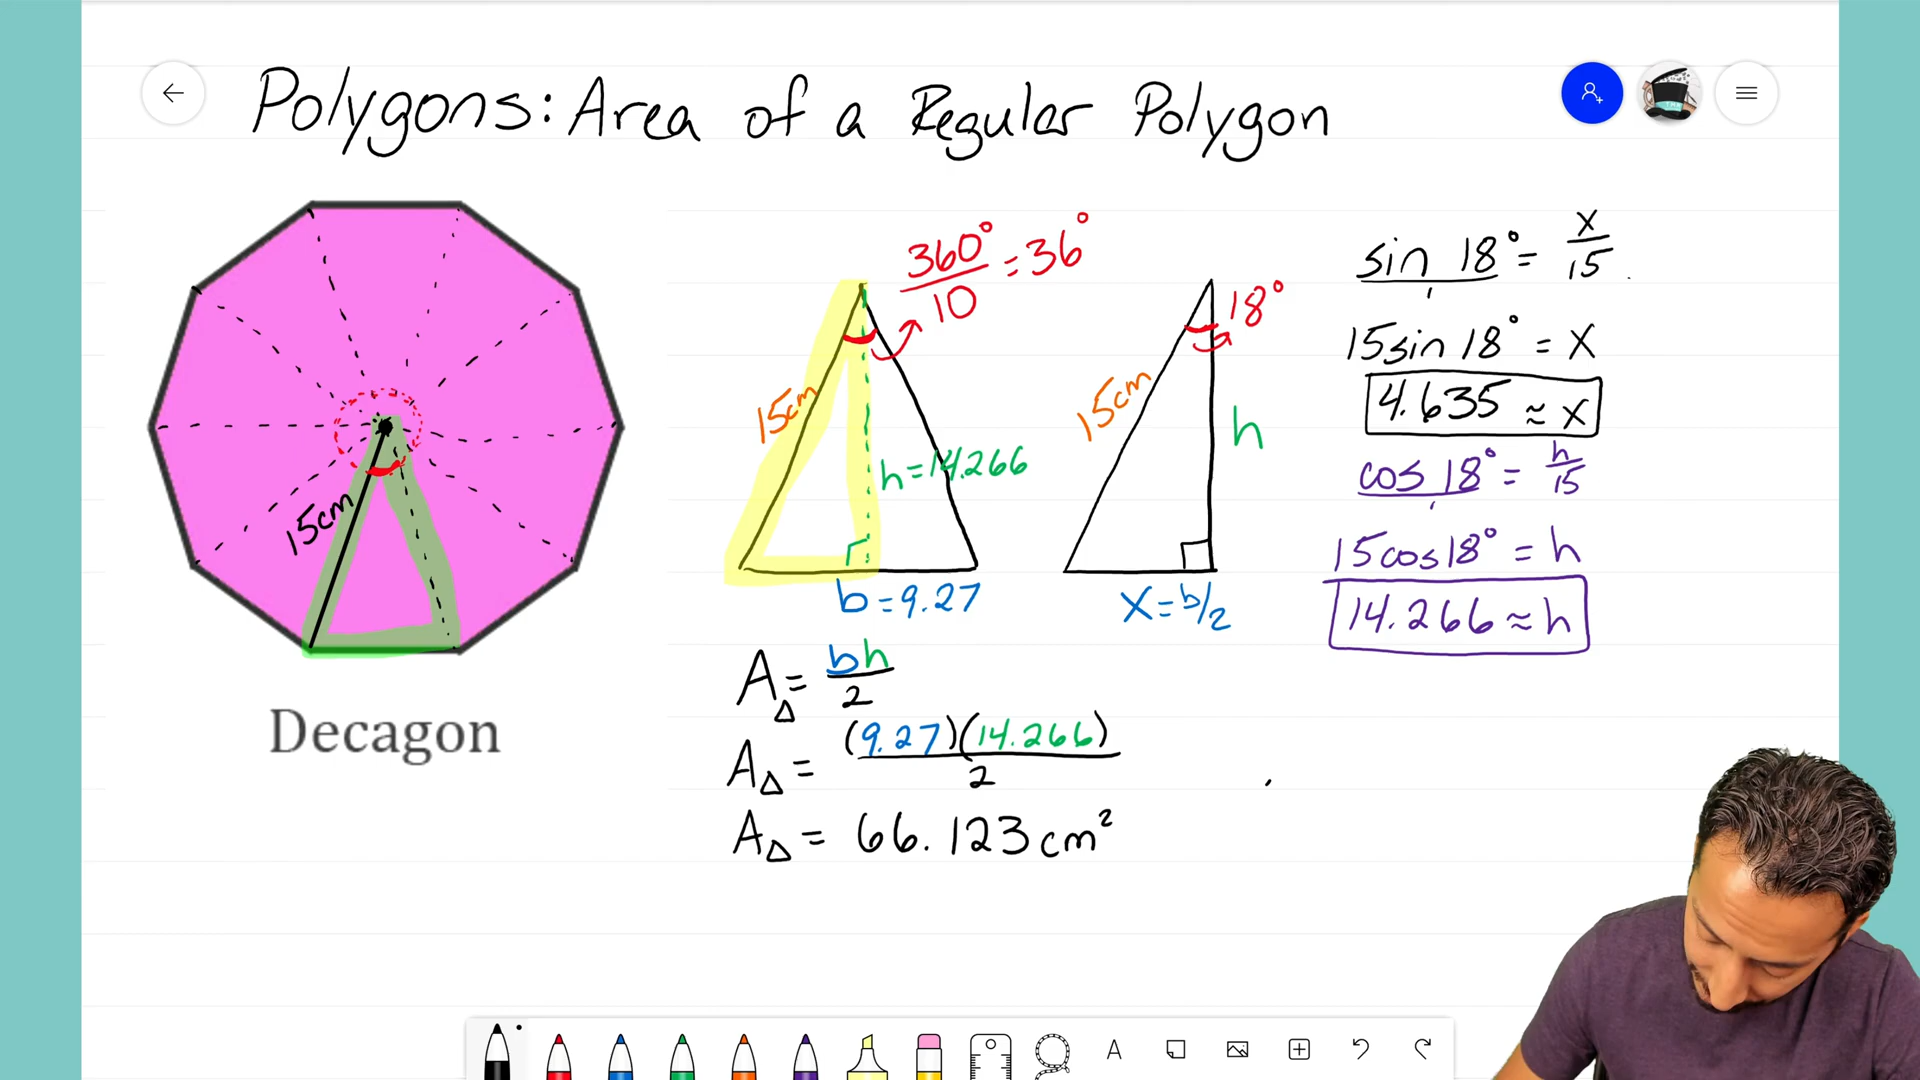 Polygons: Area of a Regular Polygon
15cm
Decagon
360°/10 = 36°
15cm
h = 14.266
b = 9.27
18°
15cm
h
x = b/2
A△ = bh/2
A△ = (9.27)(14.266)/2
A△ = 66.123 cm²
sin 18° = x/15
15 sin 18° = x
4.635 ≈ x
cos 18° = h/15
15 cos 18° = h
14.266 ≈ h
A